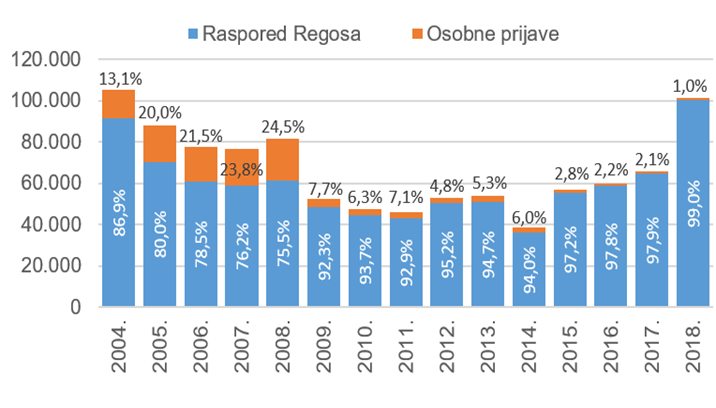 Raspored Regosa Osobne prijave
120.000
100.000
80.000
60.000
40.000
20.000
0
13,1% 20,0% 21,5% 23,8% 24,5% 7,7% 6,3% 7,1% 4,8% 5,3% 6,0% 2,8% 2,2% 2,1% 1,0%
86,9% 80,0% 78,5% 76,2% 75,5% 92,3% 93,7% 92,9% 95,2% 94,7% 94,0% 97,2% 97,8% 97,9% 99,0%
2004. 2005. 2006. 2007. 2008. 2009. 2010. 2011. 2012. 2013. 2014. 2015. 2016. 2017. 2018.